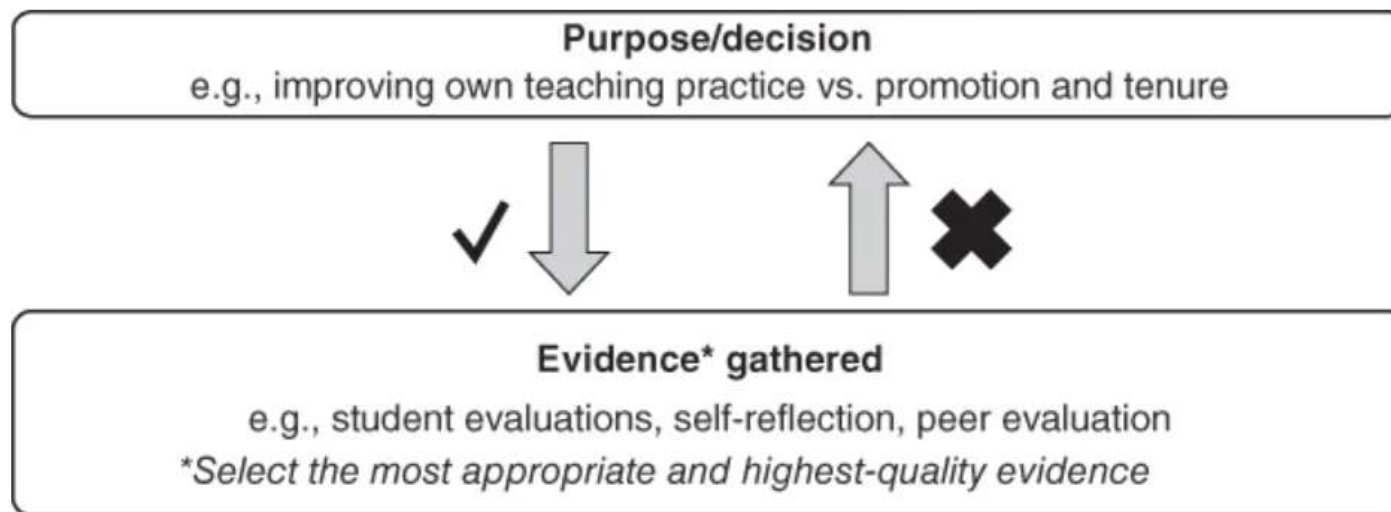 Purpose/decision
e.g., improving own teaching practice vs. promotion and tenure
Evidence* gathered
e.g., student evaluations, self-reflection, peer evaluation
*Select the most appropriate and highest-quality evidence